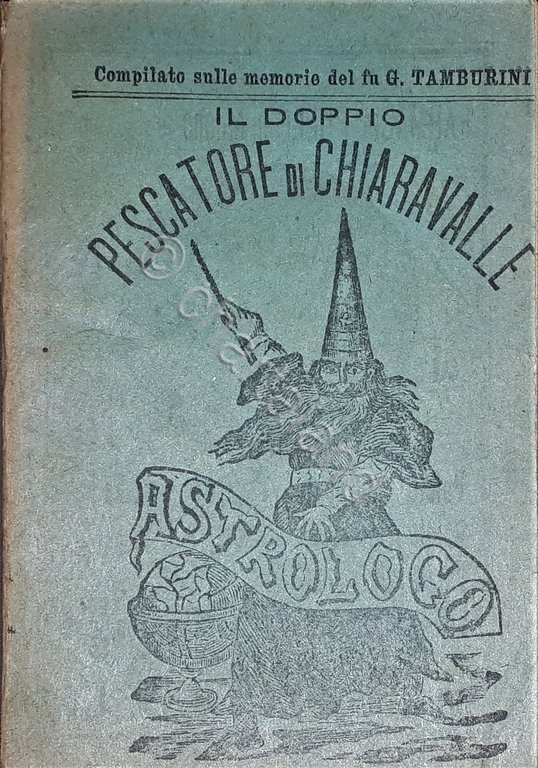 Compilato sulle memorie del fu G. TAMBURINI
IL DOPPIO
PESCATORE DI CHIARAVALLE
ASTROLOGO